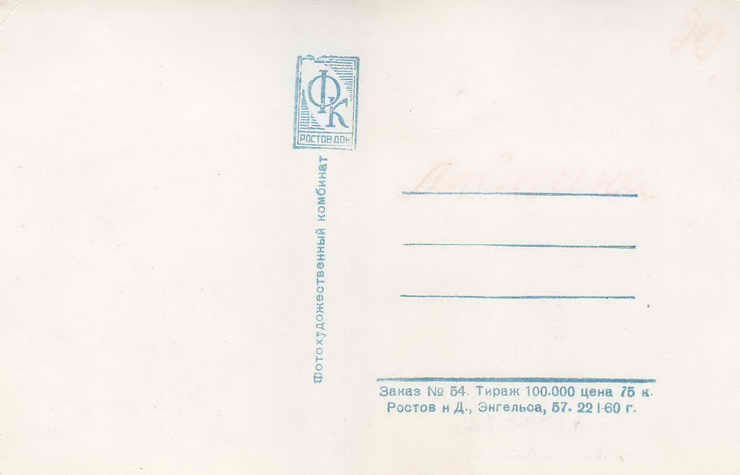 ФК
РОСТОВ ДОН
Фотохудожественный комбинат
Заказ № 54. Тираж 100.000 цена 75 к.
Ростов н Д., Энгельса, 57. 22 I-60 г.